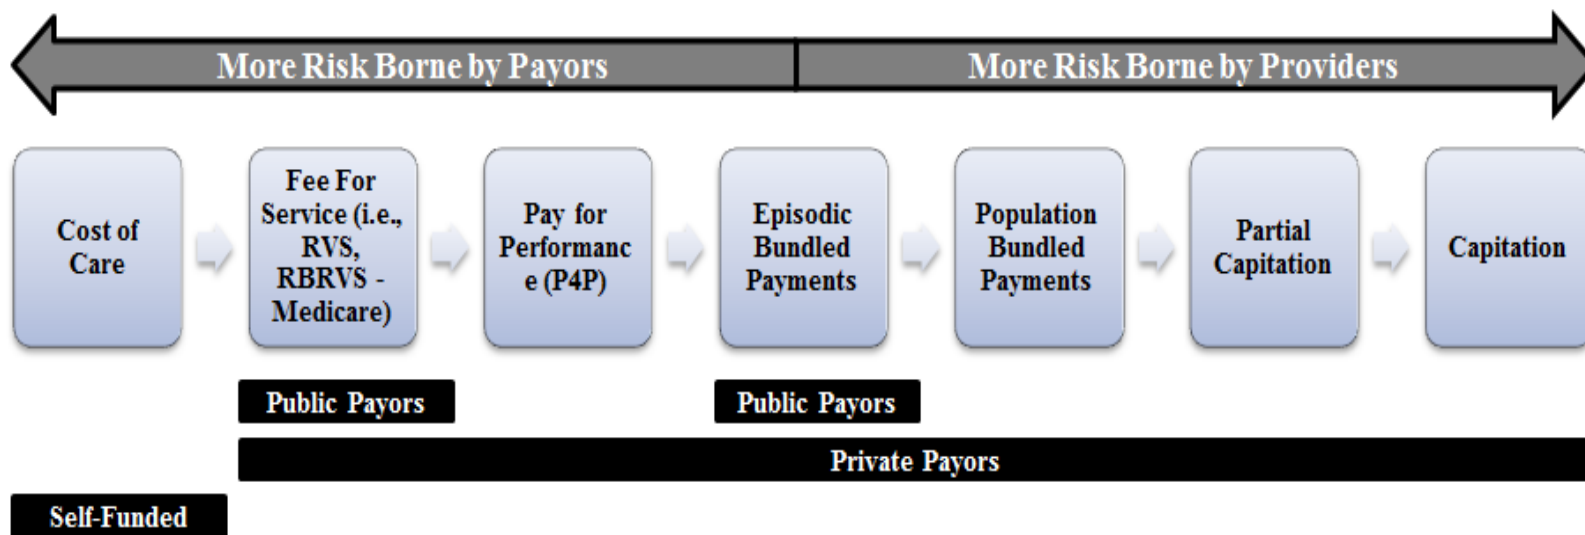 More Risk Borne by Payors
More Risk Borne by Providers
Cost of
Care
Fee For
Service (i.e.,
RVS,
RBRVS -
Medicare)
Pay for
Performanc
e (P4P)
Episodic
Bundled
Payments
Population
Bundled
Payments
Partial
Capitation
Capitation
Public Payors
Public Payors
Private Payors
Self-Funded